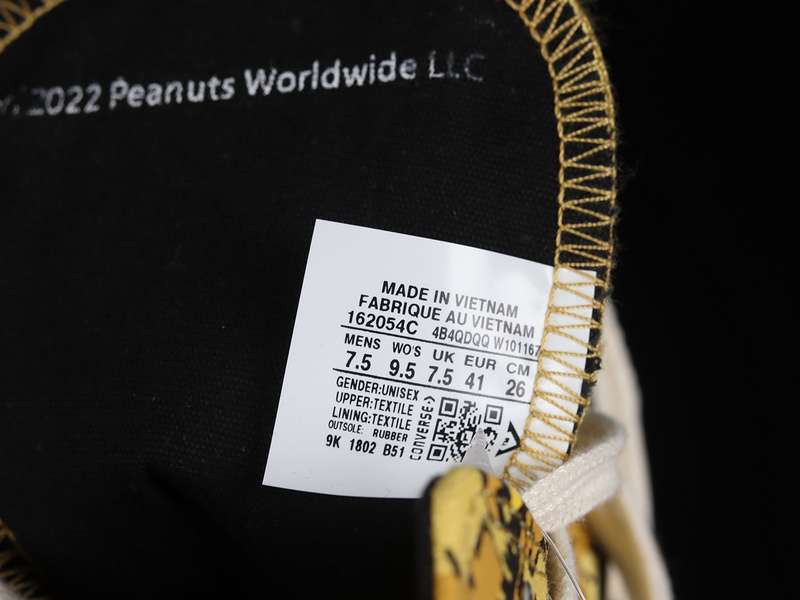 2022 Peanuts Worldwide LLC
MADE IN VIETNAM
FABRIQUE AU VIETNAM
162054C 4B4QDQQ W101167
MENS WO'S UK EUR CM
7.5 9.5 7.5 41 26
GENDER:UNISEX
UPPER:TEXTILE
LINING:TEXTILE
OUTSOLE: RUBBER
9K 1802 B51
CONVERSE